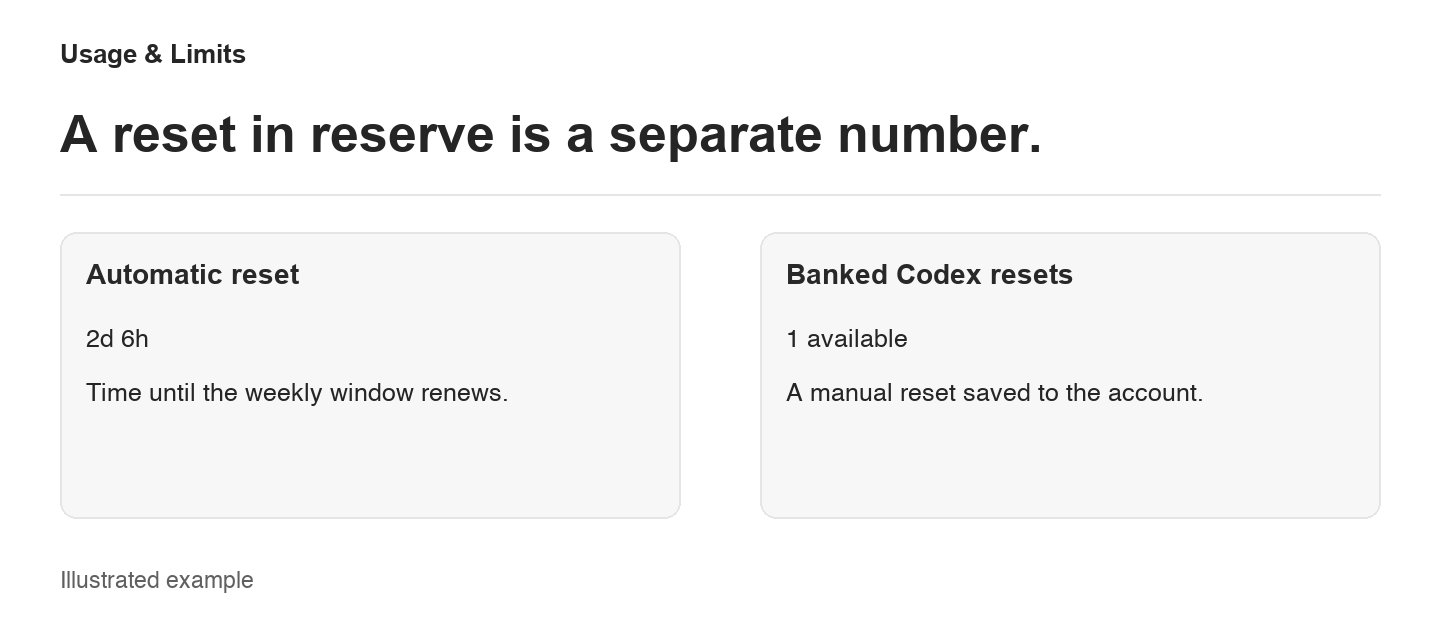 Usage & Limits
A reset in reserve is a separate number.
Automatic reset
2d 6h
Time until the weekly window renews.
Banked Codex resets
1 available
A manual reset saved to the account.
Illustrated example